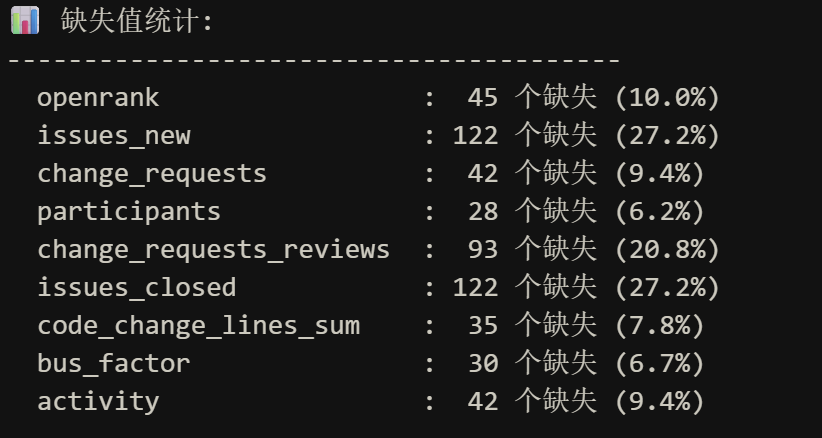 📊 缺失值统计:
----------------------------------------
openrank : 45 个缺失 (10.0%)
issues_new : 122 个缺失 (27.2%)
change_requests : 42 个缺失 (9.4%)
participants : 28 个缺失 (6.2%)
change_requests_reviews : 93 个缺失 (20.8%)
issues_closed : 122 个缺失 (27.2%)
code_change_lines_sum : 35 个缺失 (7.8%)
bus_factor : 30 个缺失 (6.7%)
activity : 42 个缺失 (9.4%)